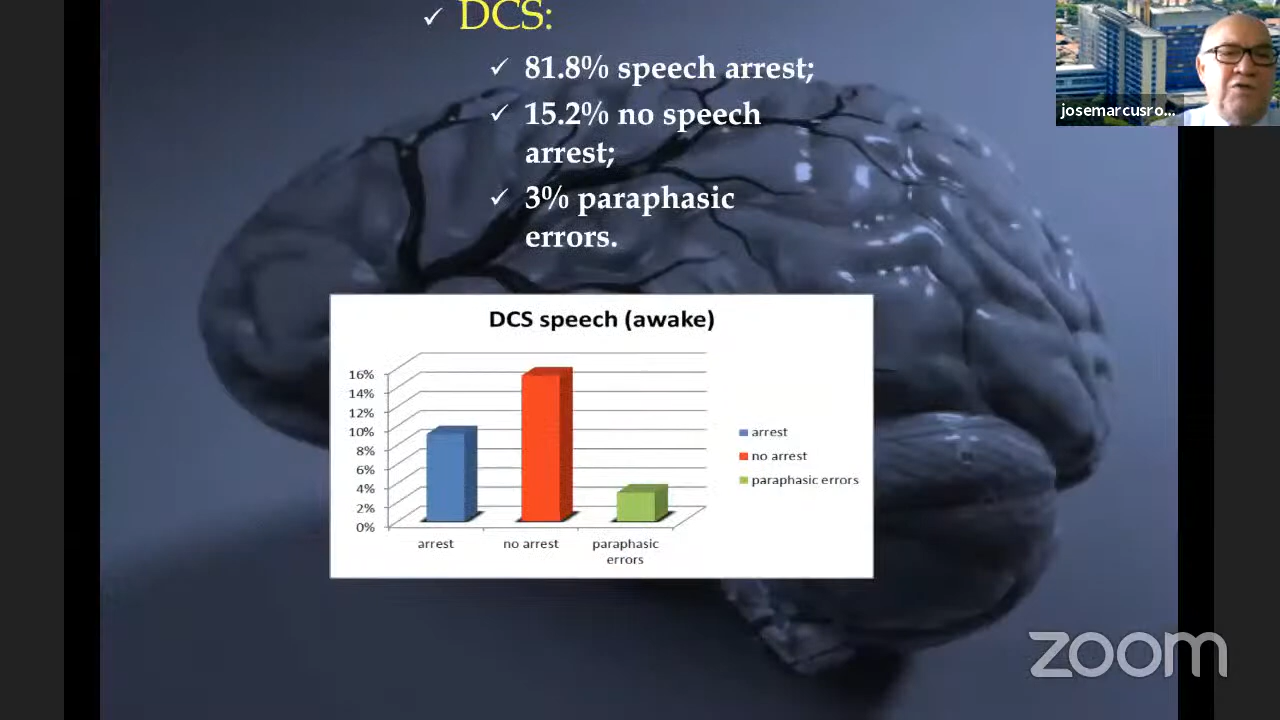 DCS:
81.8% speech arrest;
15.2% no speech
arrest;
3% paraphasic
errors.
josemarcusro...
DCS speech (awake)
16%
14%
12%
10%
8%
6%
4%
2%
0%
arrest
no arrest
paraphasic
errors
arrest
no arrest
paraphasic errors
zoom